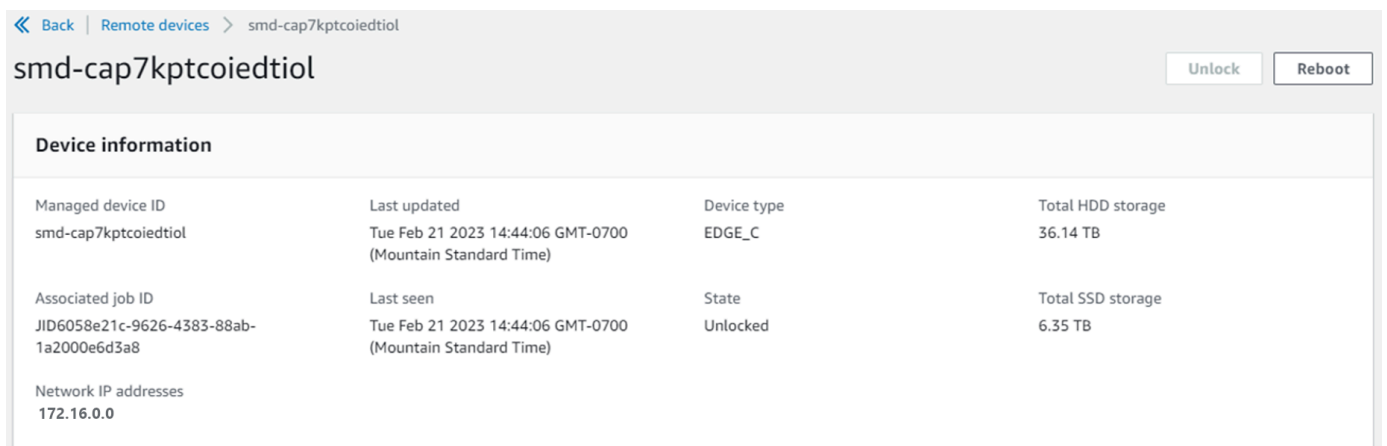 Back | Remote devices > smd-cap7kptcoiedtiol
smd-cap7kptcoiedtiol
Unlock
Reboot
Device information
Managed device ID
smd-cap7kptcoiedtiol
Last updated
Tue Feb 21 2023 14:44:06 GMT-0700
(Mountain Standard Time)
Device type
EDGE_C
Total HDD storage
36.14 TB
Associated job ID
JID6058e21c-9626-4383-88ab-
1a2000e6d3a8
Last seen
Tue Feb 21 2023 14:44:06 GMT-0700
(Mountain Standard Time)
State
Unlocked
Total SSD storage
6.35 TB
Network IP addresses
172.16.0.0